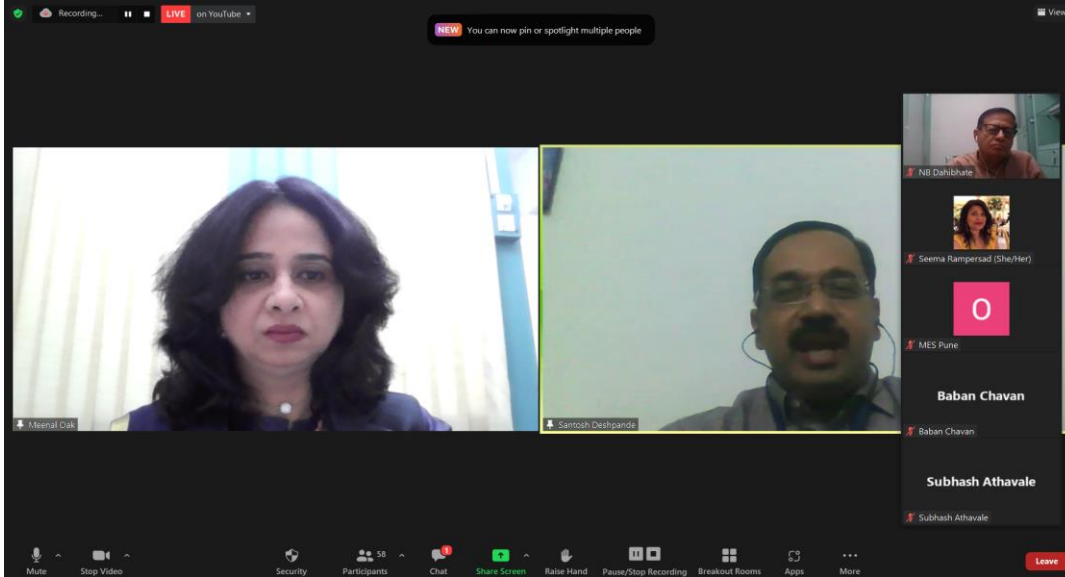 Recording...
LIVE on YouTube
View
NEW You can now pin or spotlight multiple people
Meenal Oak
Santosh Deshpande
NB Dahibhate
Seema Rampersad (She/Her)
O
MES Pune
Baban Chavan
Baban Chavan
Subhash Athavale
Subhash Athavale
Mute
Stop Video
Security
58
Participants
1
Chat
Share Screen
Raise Hand
Pause/Stop Recording
Breakout Rooms
Apps
More
Leave